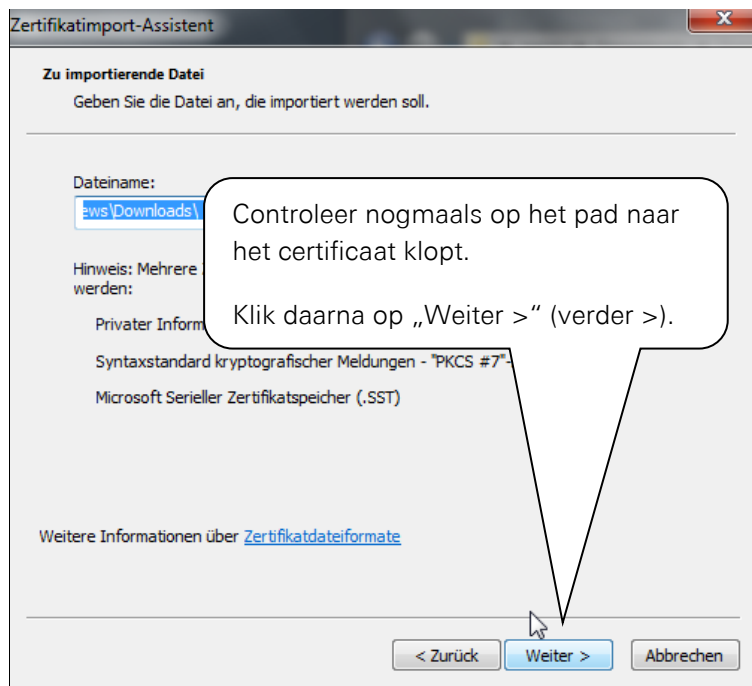 Zertifikatimport-Assistent
Zu importierende Datei
Geben Sie die Datei an, die importiert werden soll.
Dateiname:
ews\Downloads\
Controleer nogmaals op het pad naar
het certificaat klopt.
Klik daarna op „Weiter >“ (verder >).
Hinweis: Mehrere
werden:
Privater Inform
Syntaxstandard kryptografischer Meldungen - "PKCS #7"-
Microsoft Serieller Zertifikatspeicher (.SST)
Weitere Informationen über Zertifikatdateiformate
< Zurück
Weiter >
Abbrechen